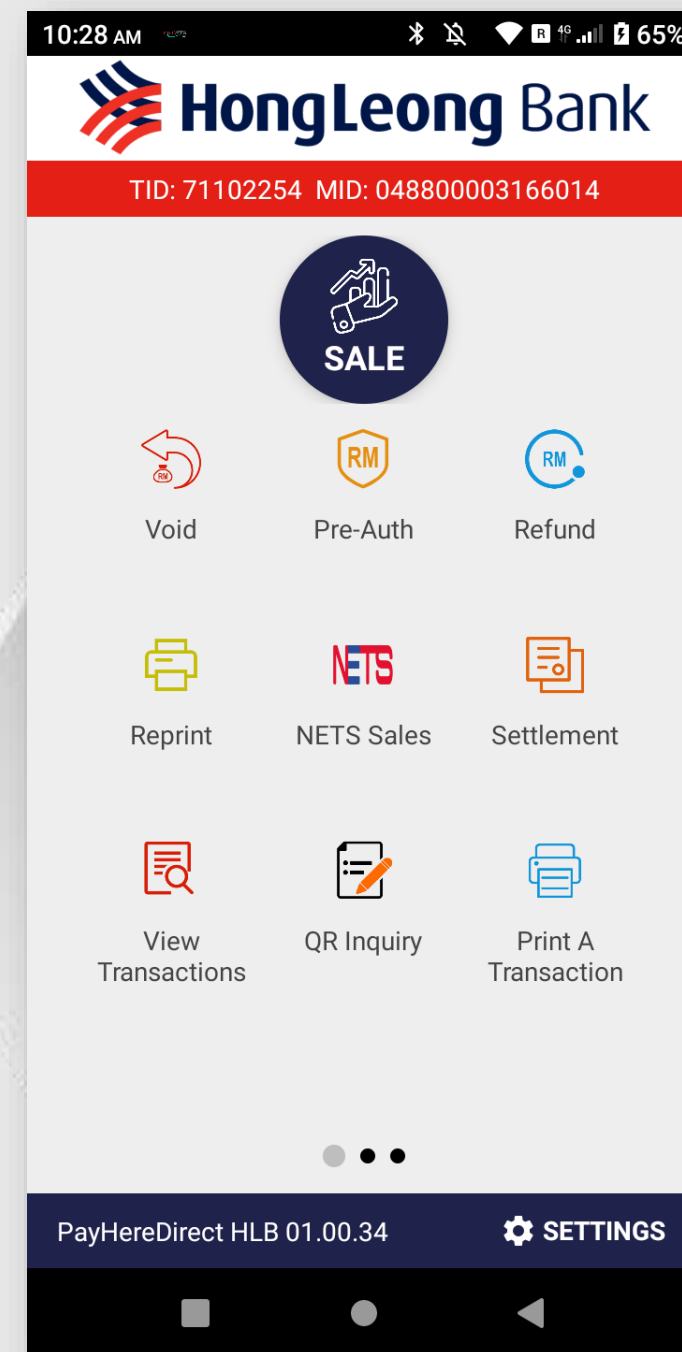 10:28 AM R 4G 65%
HongLeong Bank
TID: 71102254 MID: 048800003166014
SALE
RM RM RM
Void Pre-Auth Refund
NETS
Reprint NETS Sales Settlement
View QR Inquiry Print A
Transactions Transaction
PayHereDirect HLB 01.00.34 SETTINGS